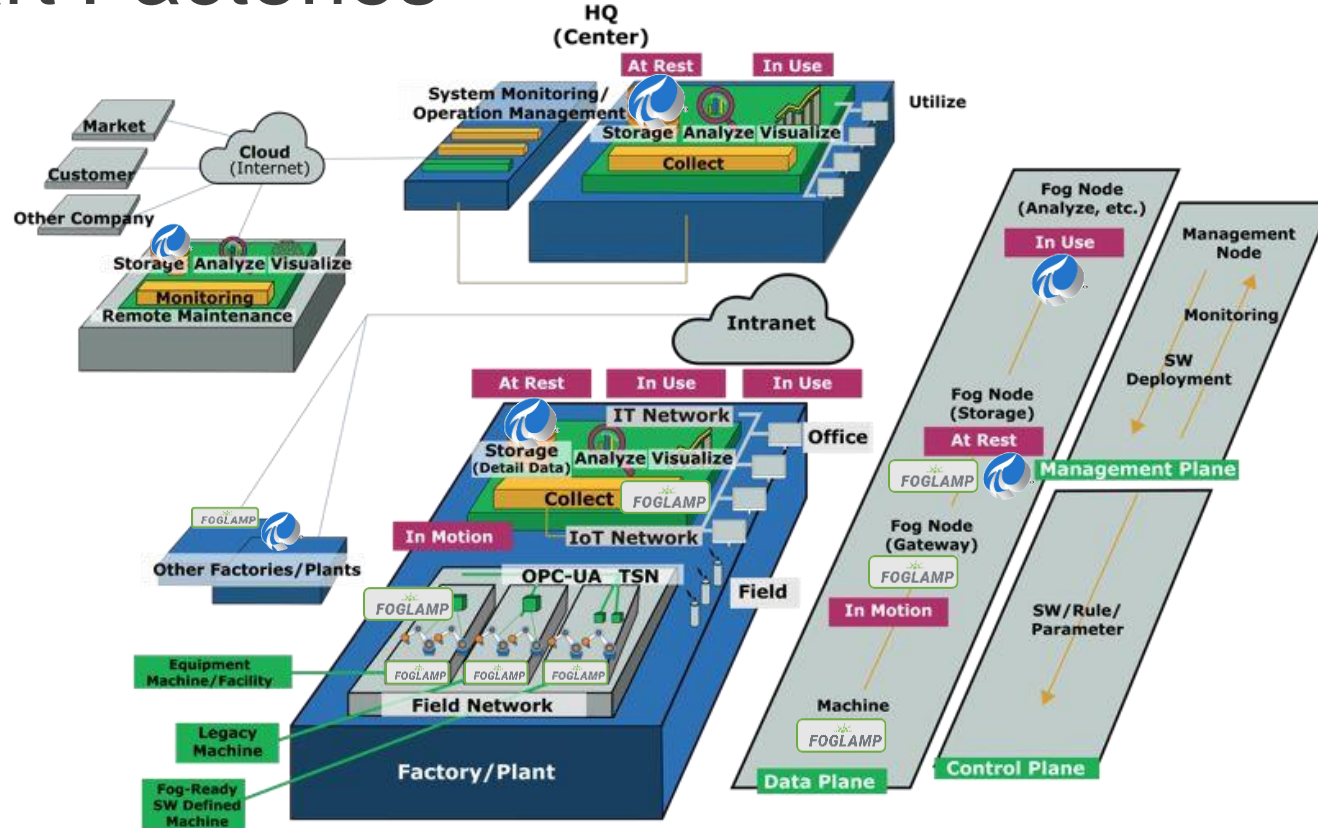 HQ
(Center)
At Rest
In Use
System Monitoring/
Operation Management
Storage Analyze Visualize
Collect
Utilize
Market
Customer
Other Company
Cloud
(Internet)
Storage Analyze Visualize
Monitoring
Remote Maintenance
Intranet
At Rest
In Use
In Use
IT Network
Office
Storage
(Detail Data)
Analyze Visualize
Collect
FOGLAMP
IoT Network
In Motion
FOGLAMP
Other Factories/Plants
OPC-UA TSN
Field
FOGLAMP
FOGLAMP
FOGLAMP
FOGLAMP
Equipment
Machine/Facility
Field Network
Legacy
Machine
Factory/Plant
Fog-Ready
SW Defined
Machine
Fog Node
(Analyze, etc.)
In Use
Fog Node
(Storage)
At Rest
FOGLAMP
Fog Node
(Gateway)
FOGLAMP
In Motion
Machine
FOGLAMP
Data Plane
Management
Node
Monitoring
SW
Deployment
Management Plane
SW/Rule/
Parameter
Control Plane